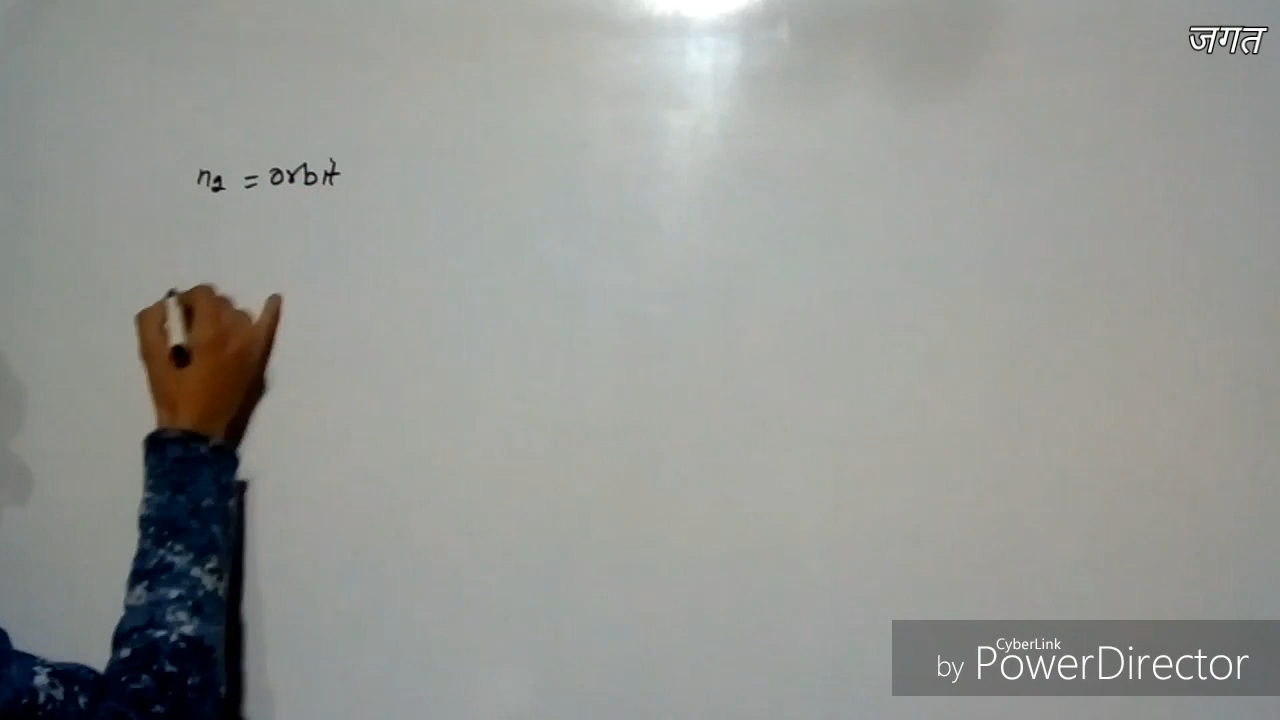 जगत
n₂ = orbit
CyberLink
by PowerDirector